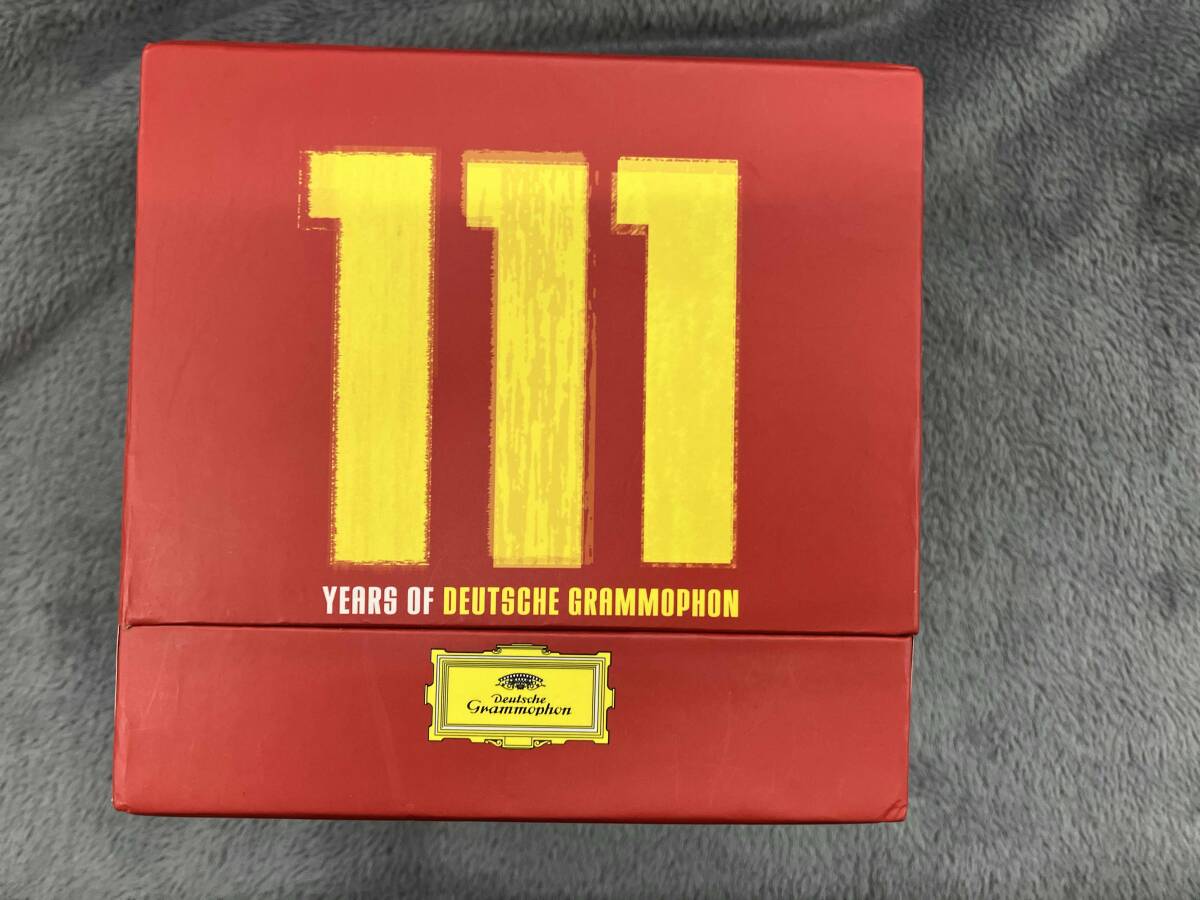 111
YEARS OF DEUTSCHE GRAMMOPHON
Deutsche
Grammophon